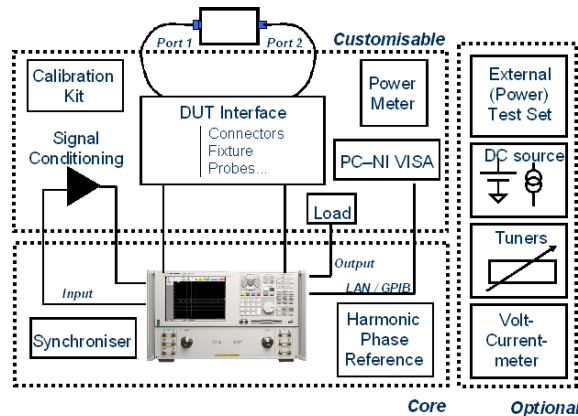 Port 1
Port 2
Customisable
Calibration
Kit
Power
Meter
DUT Interface
Connectors
Fixture
Probes...
Signal
Conditioning
PC–NI VISA
Load
Output
Input
LAN / GPIB
Synchroniser
Harmonic
Phase
Reference
Core
External
(Power)
Test Set
DC source
Tuners
Volt-
Current-
meter
Optional